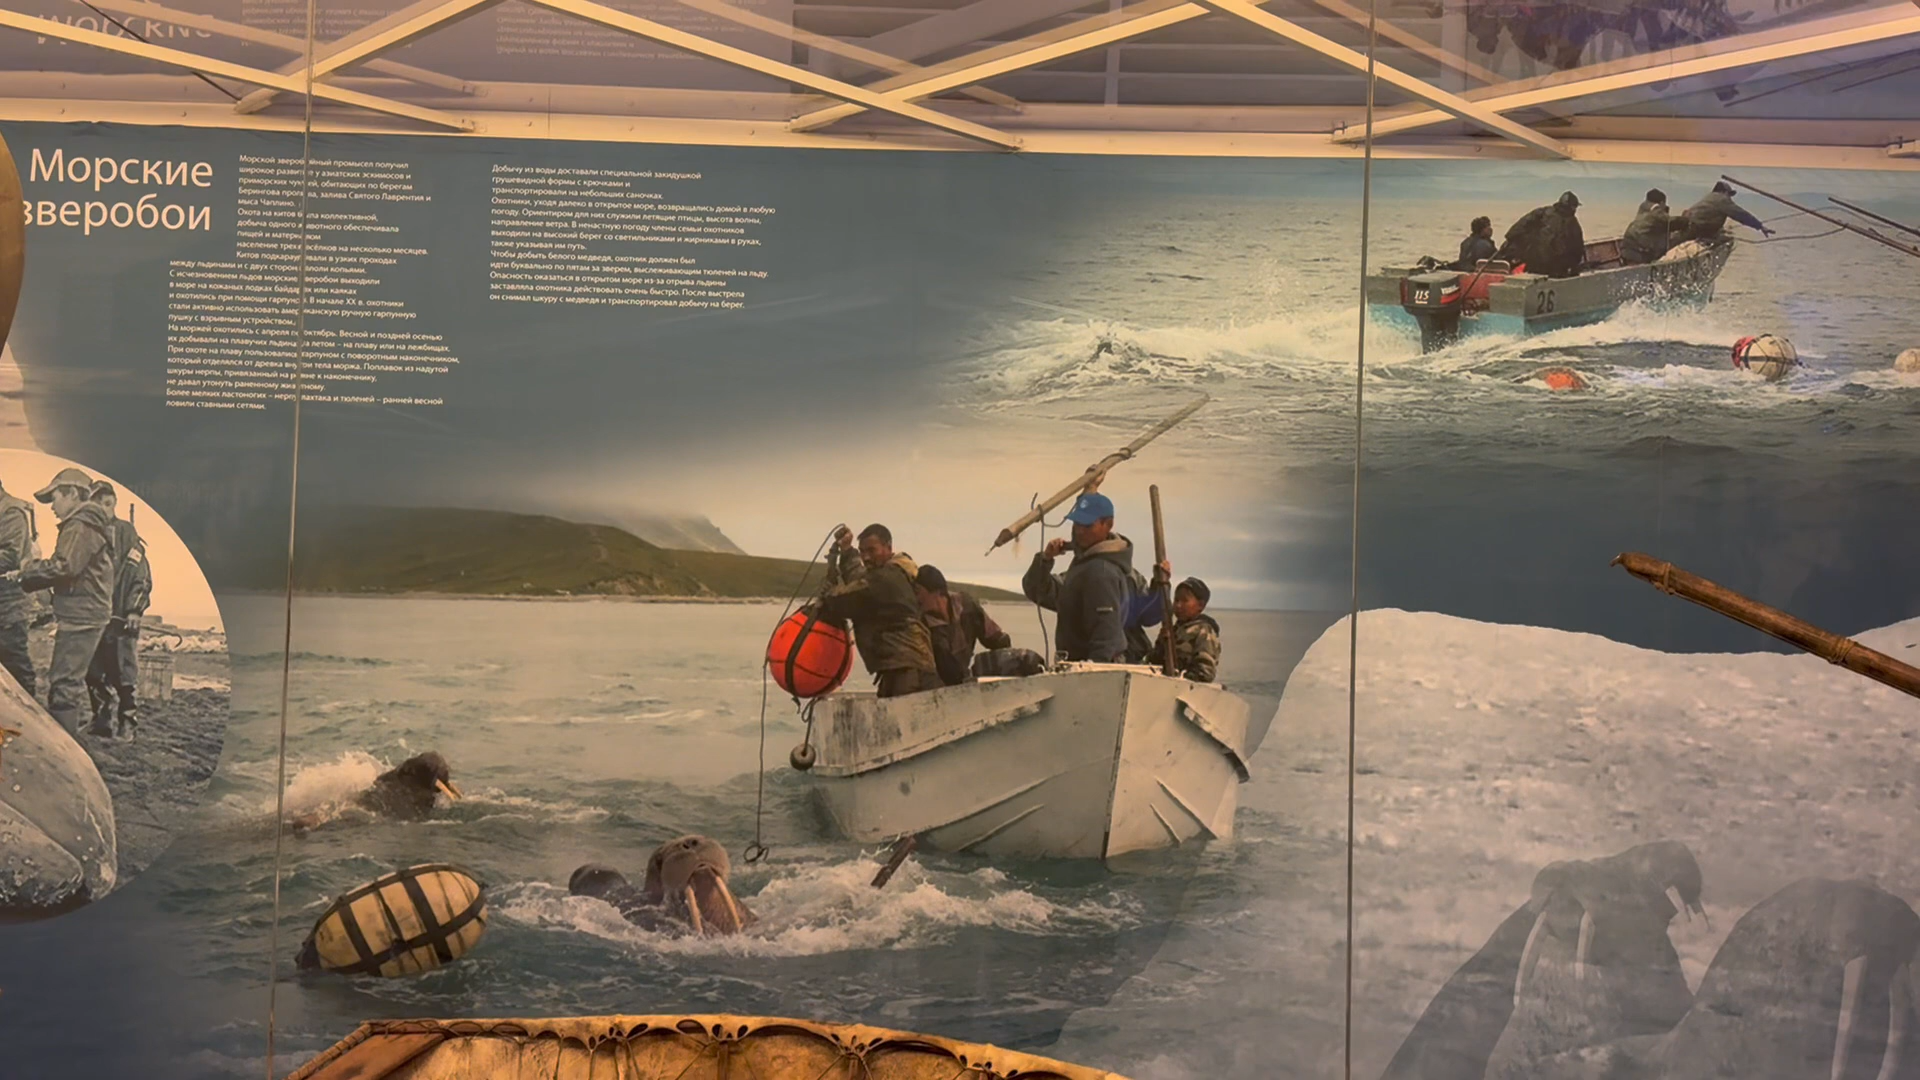 Морские
зверобои
Морской зверобойный промысел получил
широкое развитие у азиатских эскимосов и
приморских чукчей, обитающих по берегам
Берингова пролива, залива Святого Лаврентия и
мыса Чаплино.
Охота на китов была коллективной,
добыча одного животного обеспечивала
пищей и материалом
население трех посёлков на несколько месяцев.
Китов подкарауливали в узких проходах
между льдинами и с двух сторон кололи копьями.
С исчезновением льдов морские зверобои выходили
в море на кожаных лодках байдарах или каяках
и охотились при помощи гарпунов. В начале XX в. охотники
стали активно использовать американскую ручную гарпунную
пушку с взрывным устройством.
На моржей охотились с апреля по октябрь. Весной и поздней осенью
их добывали на плавучих льдинах, а летом – на плаву или на лежбищах.
При охоте на плаву пользовались гарпуном с поворотным наконечником,
который отделялся от древка внутри тела моржа. Поплавок из надутой
шкуры нерпы, привязанный на ремне к наконечнику,
не давал утонуть раненному животному.
Более мелких ластоногих – нерпу, лахтака и тюленей – ранней весной
ловили ставными сетями.
Добычу из воды доставали специальной закидушкой
грушевидной формы с крючками и
транспортировали на небольших саночках.
Охотники, уходя далеко в открытое море, возвращались домой в любую
погоду. Ориентиром для них служили летящие птицы, высота волны,
направление ветра. В ненастную погоду члены семьи охотников
выходили на высокий берег со светильниками и жирниками в руках,
также указывая им путь.
Чтобы добыть белого медведя, охотник должен был
идти буквально по пятам за зверем, выслеживающим тюленей на льду.
Опасность оказаться в открытом море из-за отрыва льдины
заставляла охотника действовать очень быстро. После выстрела
он снимал шкуру с медведя и транспортировал добычу на берег.
115
26